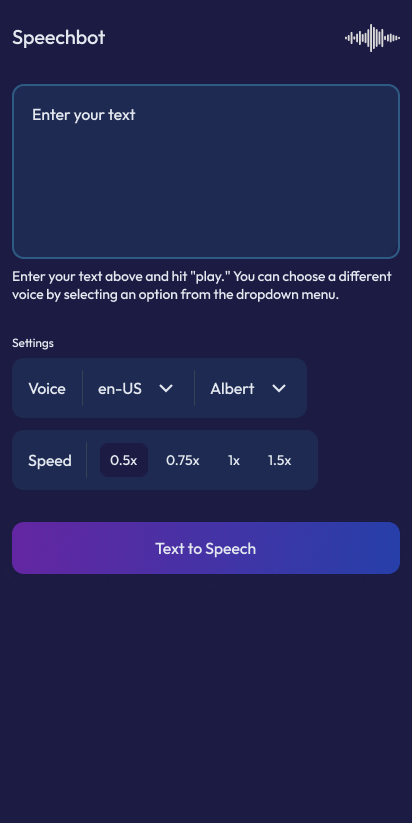 Speechbot
Enter your text
Enter your text above and hit "play." You can choose a different
voice by selecting an option from the dropdown menu.
Settings
Voice en-US Albert
Speed 0.5x 0.75x 1x 1.5x
Text to Speech